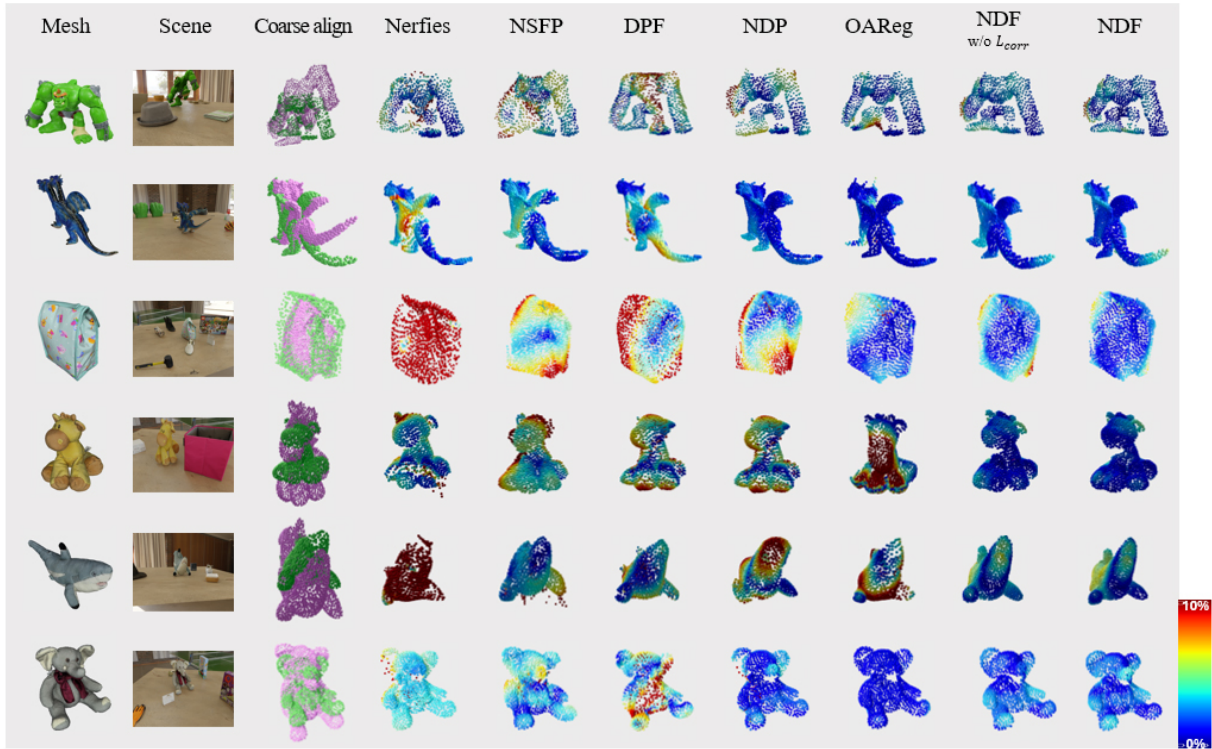 Mesh Scene Coarse align Nerfies NSFP DPF NDP OAReg NDF NDF
w/o L_corr
10%
0%